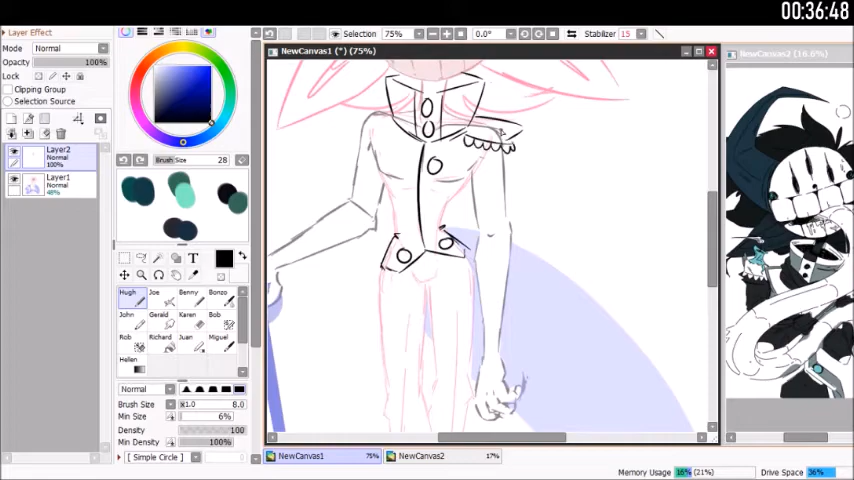 00:36:48
Layer Effect
Mode Normal
Opacity 100%
Lock
Clipping Group
Selection Source
Layer2
Normal
100%
Layer1
Normal
48%
Brush Size 28
T
Hugh Joe Benny Bonzo
John Gerald Karen Bob
Rob Richard Juan Miguel
Helen
Normal
Brush Size x1.0 8.0
Min Size 6%
Density 100
Min Density 100%
[ Simple Circle ]
Selection 75% 0.0° Stabilizer 15
NewCanvas1 (*) (75%)
NewCanvas2 (16.6%)
NewCanvas1 75%
NewCanvas2 17%
Memory Usage 16% (21%) Drive Space 36%